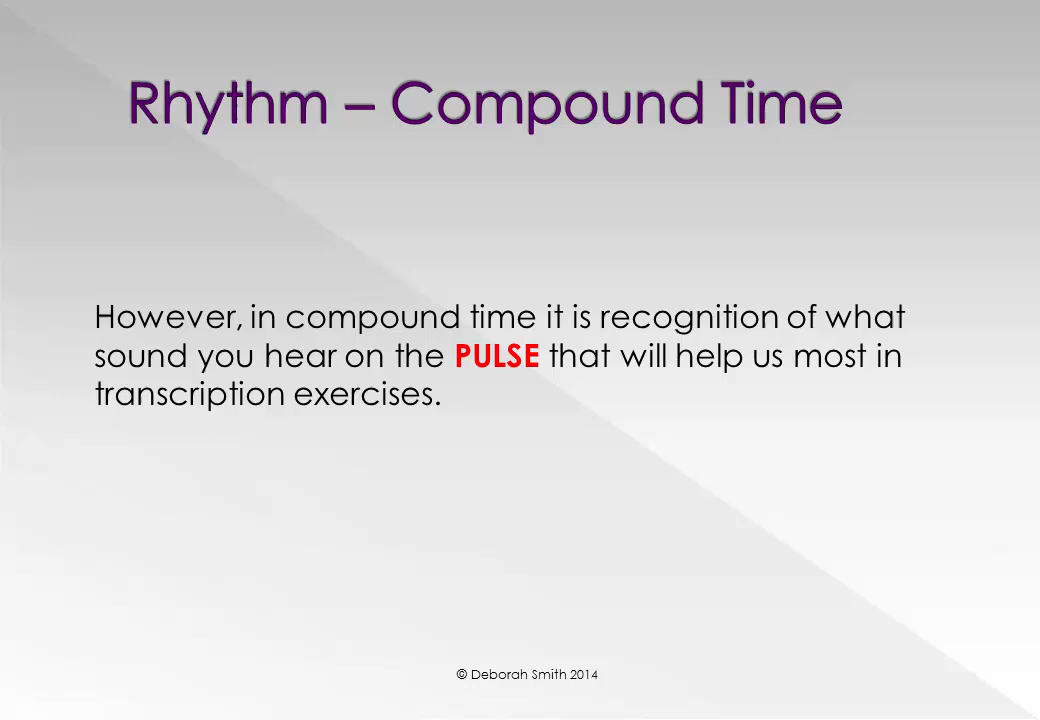 Rhythm – Compound Time
However, in compound time it is recognition of what
sound you hear on the PULSE that will help us most in
transcription exercises.
© Deborah Smith 2014